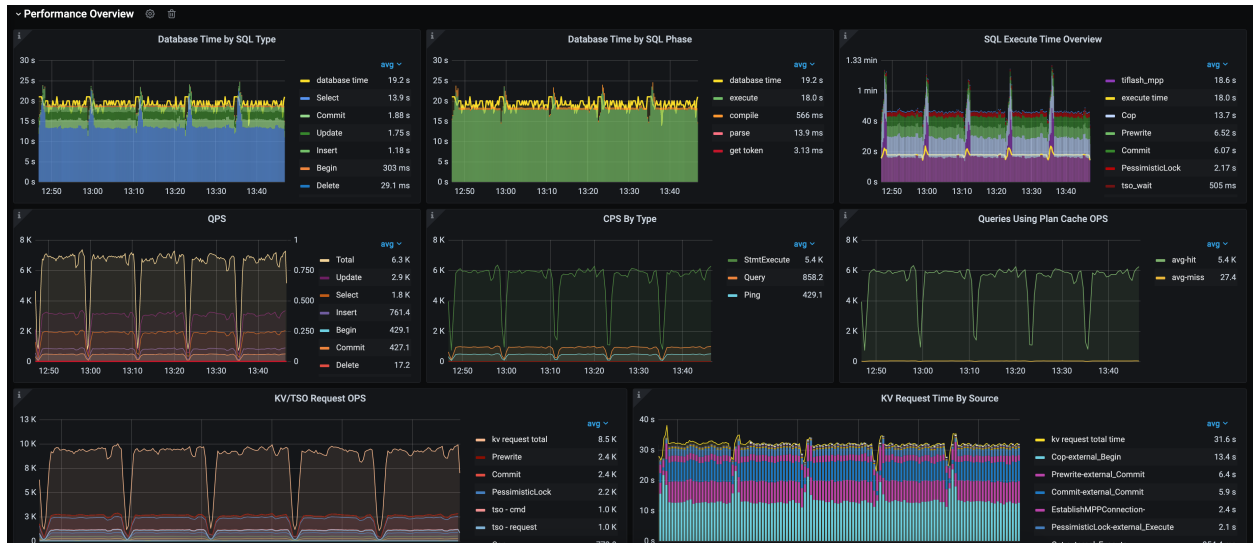 Performance Overview
Database Time by SQL Type
30 s
25 s
20 s
15 s
10 s
5 s
0 s
12:50 13:00 13:10 13:20 13:30 13:40
avg
database time 19.2 s
Select 13.9 s
Commit 1.88 s
Update 1.75 s
Insert 1.18 s
Begin 303 ms
Delete 29.1 ms
Database Time by SQL Phase
30 s
25 s
20 s
15 s
10 s
5 s
0 s
12:50 13:00 13:10 13:20 13:30 13:40
avg
database time 19.2 s
execute 18.0 s
compile 566 ms
parse 13.9 ms
get token 3.13 ms
SQL Execute Time Overview
1.33 min
1 min
40 s
20 s
0 s
12:50 13:00 13:10 13:20 13:30 13:40
avg
tiflash_mpp 18.6 s
execute time 18.0 s
Cop 13.7 s
Prewrite 6.52 s
Commit 6.07 s
PessimisticLock 2.17 s
tso_wait 505 ms
QPS
8 K
6 K
4 K
2 K
0
1
0.750
0.500
0.250
0
12:50 13:00 13:10 13:20 13:30 13:40
avg
Total 6.3 K
Update 2.9 K
Select 1.8 K
Insert 761.4
Begin 429.1
Commit 427.1
Delete 17.2
CPS By Type
8 K
6 K
4 K
2 K
0
12:50 13:00 13:10 13:20 13:30 13:40
avg
StmtExecute 5.4 K
Query 858.2
Ping 429.1
Queries Using Plan Cache OPS
8 K
6 K
4 K
2 K
0
12:50 13:00 13:10 13:20 13:30 13:40
avg
avg-hit 5.4 K
avg-miss 27.4
KV/TSO Request OPS
13 K
10 K
8 K
5 K
3 K
0
avg
kv request total 8.5 K
Prewrite 2.4 K
Commit 2.4 K
PessimisticLock 2.2 K
tso - cmd 1.0 K
tso - request 1.0 K
KV Request Time By Source
40 s
30 s
20 s
10 s
0 s
avg
kv request total time 31.6 s
Cop-external_Begin 13.4 s
Prewrite-external_Commit 6.4 s
Commit-external_Commit 5.9 s
EstablishMPPConnection- 2.4 s
PessimisticLock-external_Execute 2.1 s